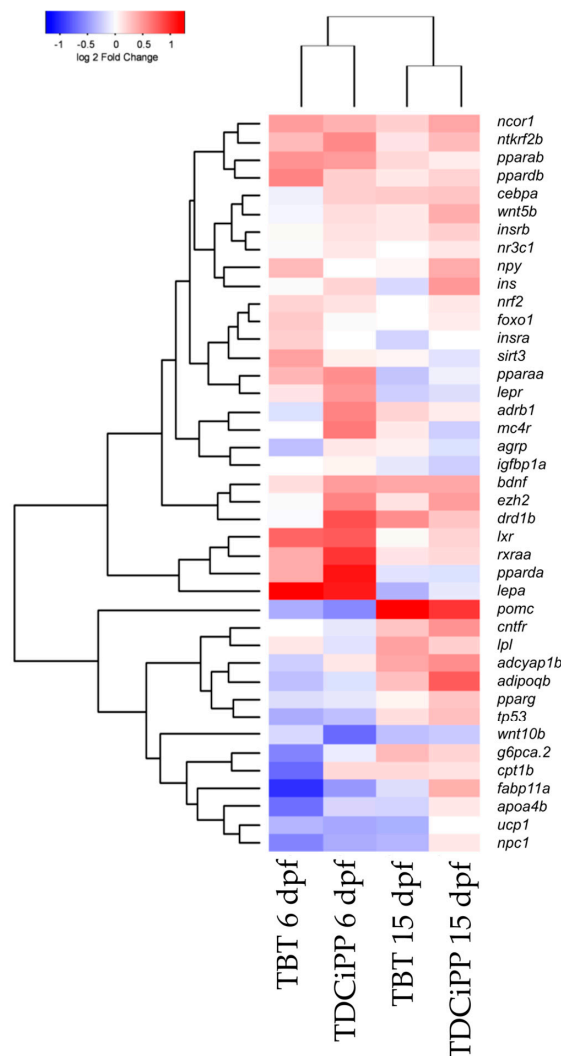 -1 -0.5 0 0.5 1
log 2 Fold Change
ncor1
ntkrf2b
pparab
ppardb
cebpa
wnt5b
insrb
nr3c1
npy
ins
nrf2
foxo1
insra
sirt3
pparaa
lepr
adrb1
mc4r
agrp
igfbp1a
bdnf
ezh2
drd1b
lxr
rxraa
pparda
lepa
pomc
cntfr
lpl
adcyap1b
adipoqb
pparg
tp53
wnt10b
g6pca.2
cpt1b
fabp11a
apoa4b
ucp1
npc1
TBT 6 dpf
TDCiPP 6 dpf
TBT 15 dpf
TDCiPP 15 dpf